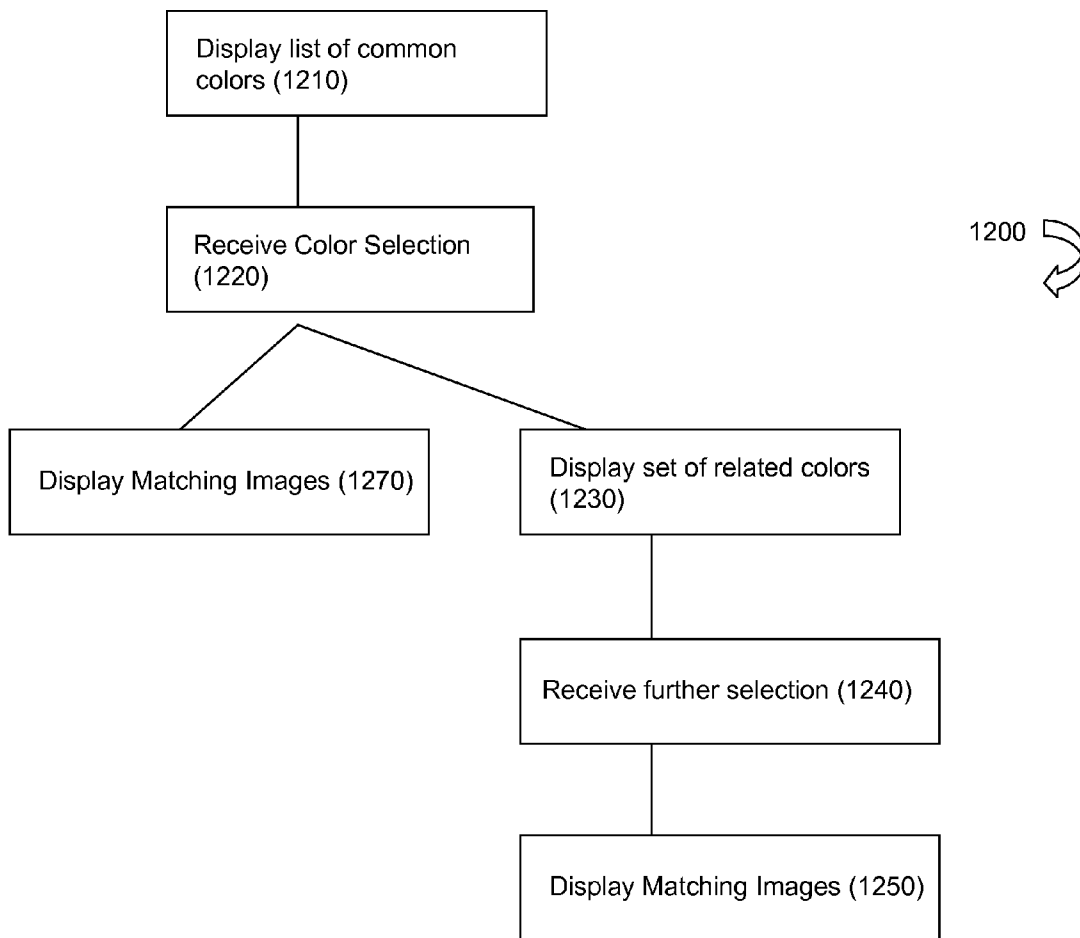 Display list of common
colors (1210)
Receive Color Selection
(1220)
1200
Display Matching Images (1270)
Display set of related colors
(1230)
Receive further selection (1240)
Display Matching Images (1250)